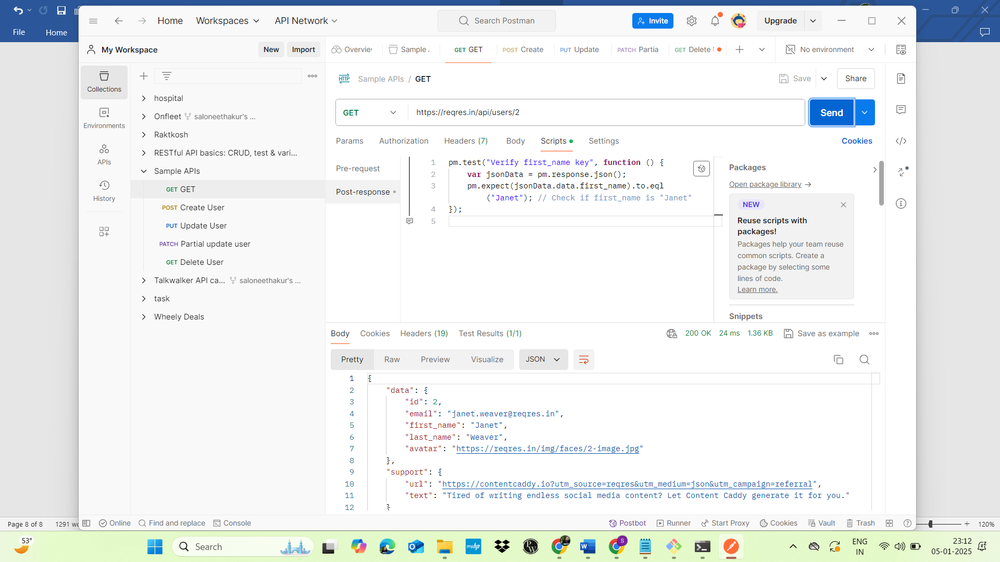 File
Home
Home
Workspaces
API Network
Search Postman
Invite
Upgrade
My Workspace
New
Import
Overvie
Sample
GET GET
POST Create
PUT Update
PATCH Partia
GET Delete
No environment
Collections
Environments
APIs
History
hospital
Onfleet saloneethakur's ...
Raktkosh
RESTful API basics: CRUD, test & vari...
Sample APIs
GET GET
POST Create User
PUT Update User
PATCH Partial update user
GET Delete User
Talkwalker API ca... saloneethakur's ...
task
Wheely Deals
HTTP Sample APIs / GET
Save
Share
GET
https://reqres.in/api/users/2
Send
Params
Authorization
Headers (7)
Body
Scripts
Settings
Cookies
Pre-request
Post-response
1 pm.test("Verify first_name key", function () {
2 var jsonData = pm.response.json();
3 pm.expect(jsonData.data.first_name).to.eql
("Janet"); // Check if first_name is "Janet"
4 });
5
Packages
Open package library →
NEW
Reuse scripts with
packages!
Packages help your team reuse
common scripts. Create a
package by selecting some
lines of code.
Learn more.
Snippets
Body
Cookies
Headers (19)
Test Results (1/1)
200 OK
24 ms
1.36 KB
Save as example
Pretty
Raw
Preview
Visualize
JSON
1 {
2 "data": {
3 "id": 2,
4 "email": "janet.weaver@reqres.in",
5 "first_name": "Janet",
6 "last_name": "Weaver",
7 "avatar": "https://reqres.in/img/faces/2-image.jpg"
8 },
9 "support": {
10 "url": "https://contentcaddy.io?utm_source=reqres&utm_medium=json&utm_campaign=referral",
11 "text": "Tired of writing endless social media content? Let Content Caddy generate it for you."
12 }
Page 8 of 8
1291 wo
Online
Find and replace
Console
Postbot
Runner
Start Proxy
Cookies
Vault
Trash
120%
53°
Search
myhp
ENG
IN
23:12
05-01-2025